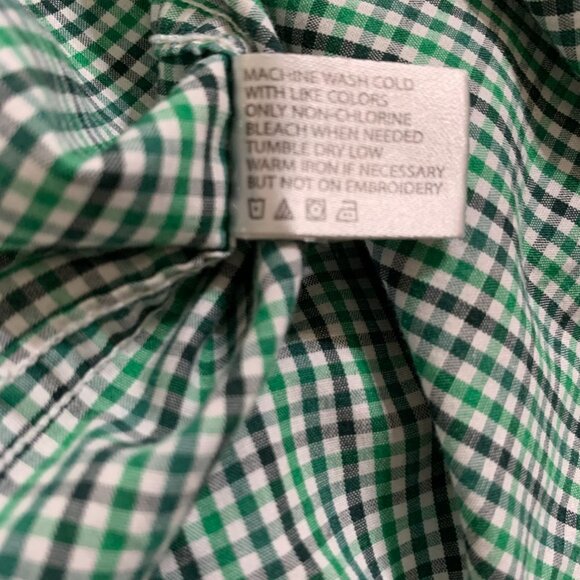 MACHINE WASH COLD
WITH LIKE COLORS
ONLY NON-CHLORINE
BLEACH WHEN NEEDED
TUMBLE DRY LOW
WARM IRON IF NECESSARY
BUT NOT ON EMBROIDERY